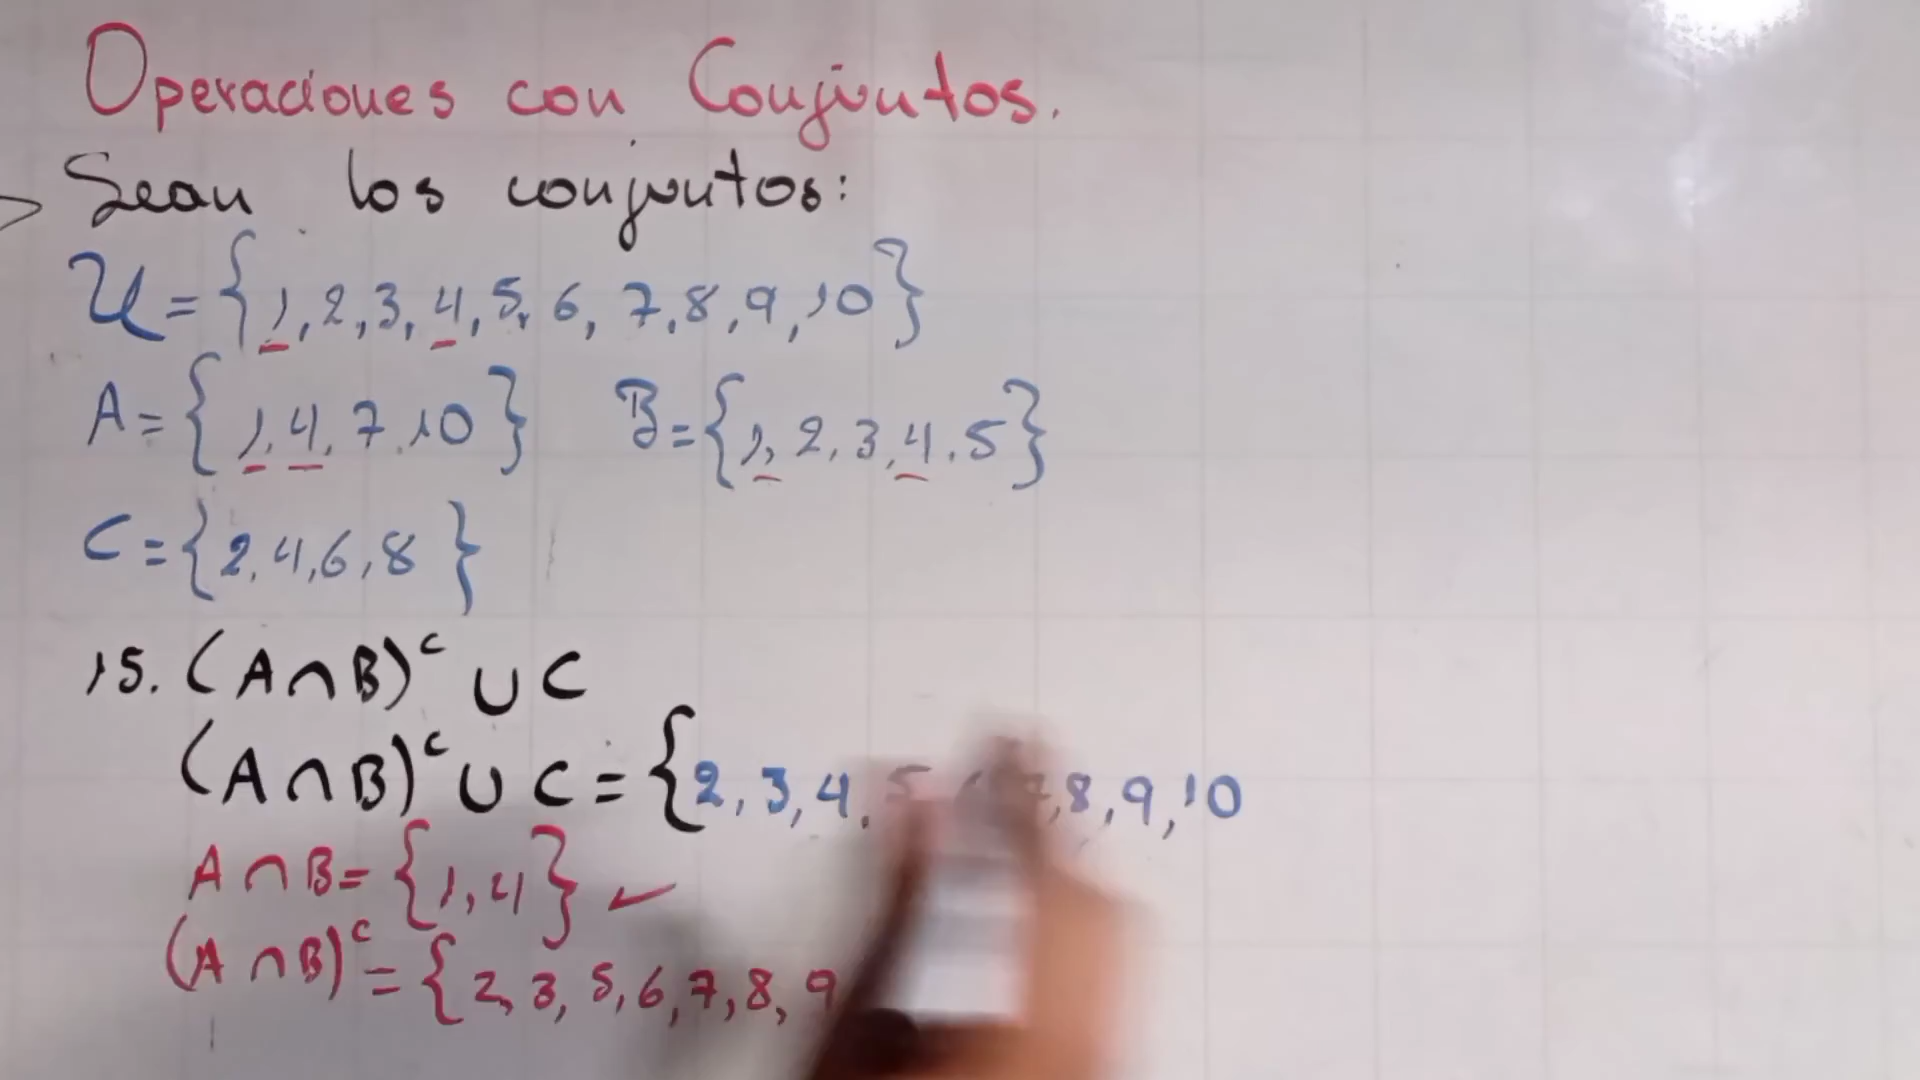 Operaciones con Conjuntos.
> Sean los conjuntos:
U = {1, 2, 3, 4, 5, 6, 7, 8, 9, 10}
A = {1, 4, 7, 10} B = {1, 2, 3, 4, 5}
C = {2, 4, 6, 8}
15. (A ∩ B)ᶜ ∪ C
(A ∩ B)ᶜ ∪ C = {2, 3, 4, 5 7, 8, 9, 10
A ∩ B = {1, 4} ✓
(A ∩ B)ᶜ = {2, 3, 5, 6, 7, 8, 9